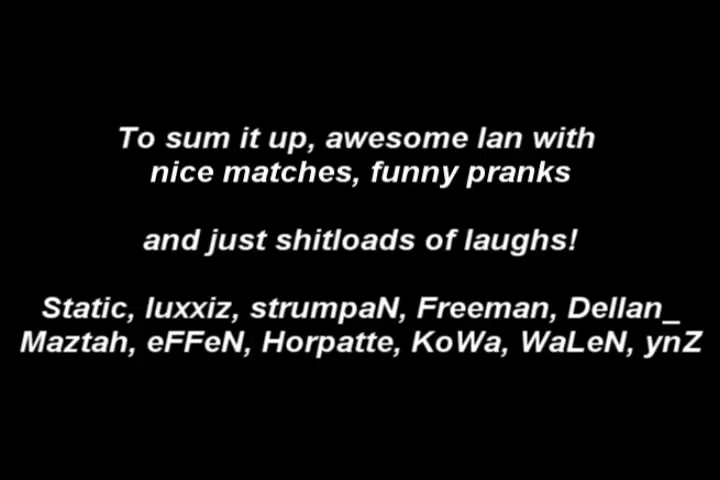 To sum it up, awesome lan with
nice matches, funny pranks
and just shitloads of laughs!
Static, luxxiz, strumpaN, Freeman, Dellan_
Maztah, eFFeN, Horpatte, KoWa, WaLeN, ynZ